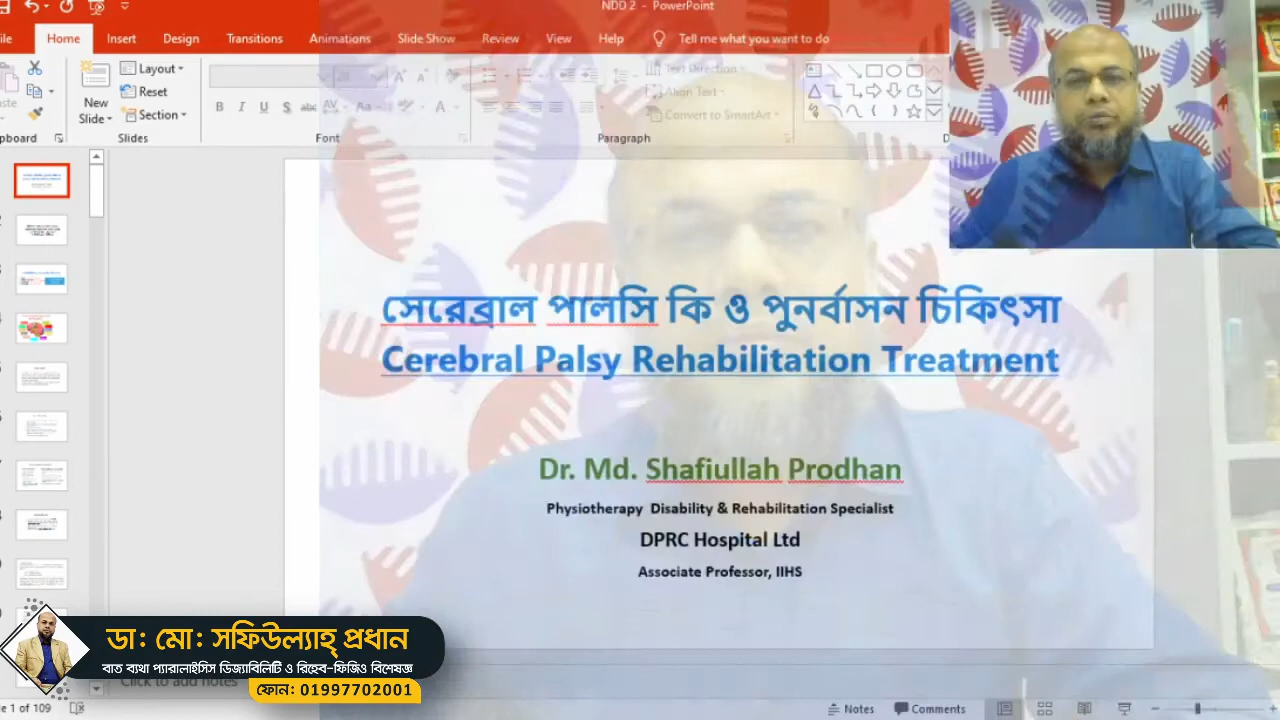 NDD 2 - PowerPoint
Home Insert Design Transitions Animations Slide Show Review View Help Tell me what you want to do
New Slide
Layout
Reset
Section
Slides
B I U S abc AV Aa A
Font
Text Direction
Align Text
Convert to SmartArt
Paragraph
সেরেব্রাল পালসি কি ও পুনর্বাসন চিকিৎসা
Cerebral Palsy Rehabilitation Treatment
Dr. Md. Shafiullah Prodhan
Physiotherapy Disability & Rehabilitation Specialist
DPRC Hospital Ltd
Associate Professor, IIHS
ডা: মো: সফিউল্যাহ্ প্রধান
বাত ব্যথা প্যারালাইসিস ডিজ্যাবিলিটি ও রিহেব-ফিজিও বিশেষজ্ঞ
Click to add notes
ফোন: 01997702001
1 of 109
Notes Comments